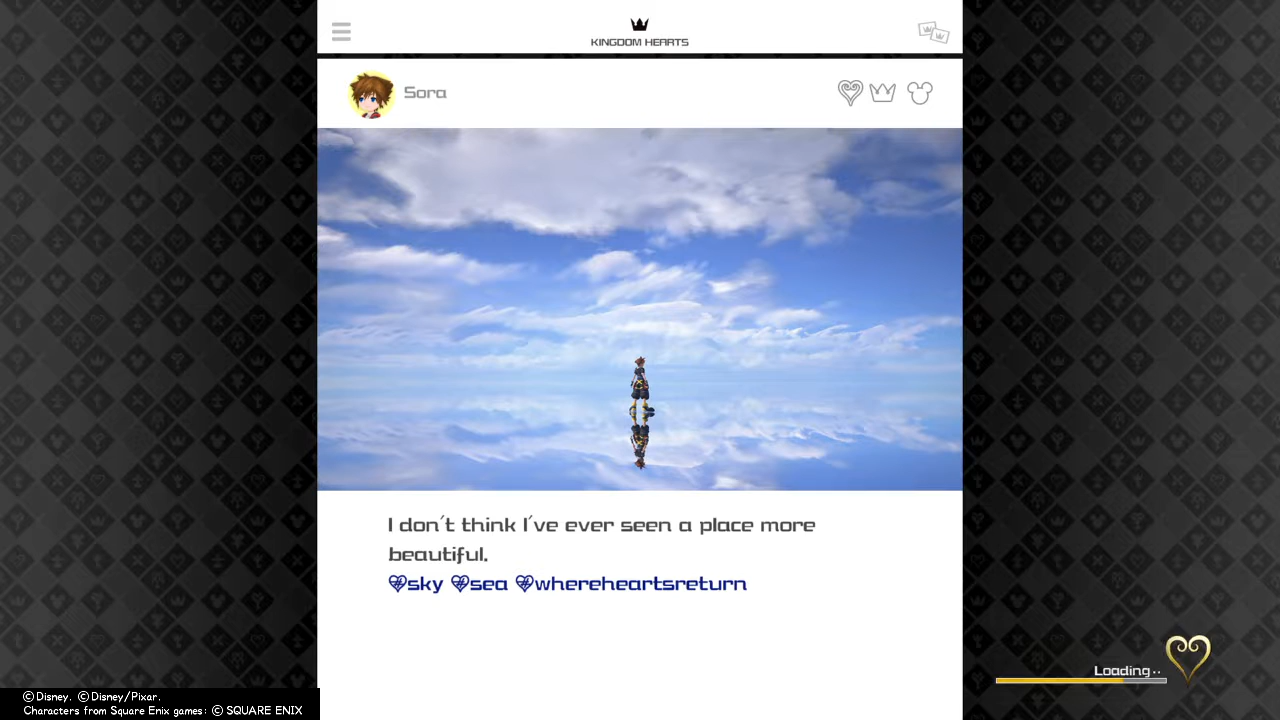 KINGDOM HEARTS
Sora
I don't think I've ever seen a place more
beautiful.
sky sea whereheartsreturn
Loading..
©Disney. ©Disney/Pixar.
Characters from Square Enix games: © SQUARE ENIX